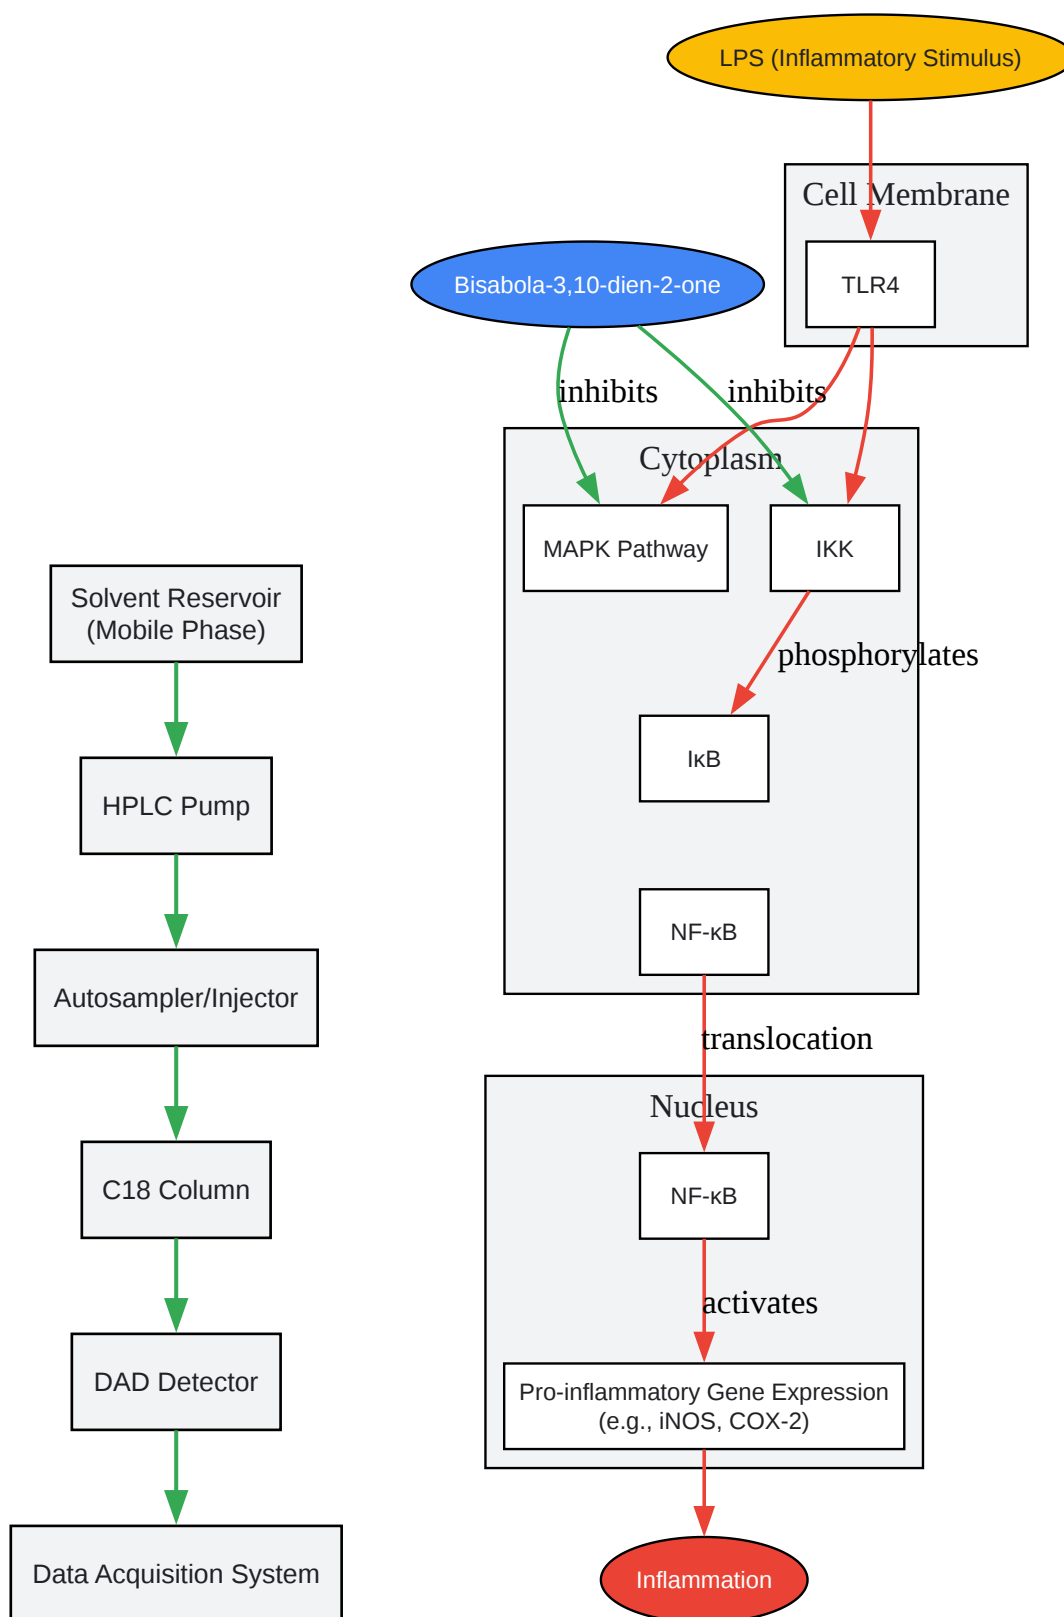 LPS (Inflammatory Stimulus)
Cell Membrane
TLR4
Bisabola-3,10-dien-2-one
inhibits
inhibits
Cytoplasm
MAPK Pathway
IKK
phosphorylates
IκB
NF-κB
translocation
Nucleus
NF-κB
activates
Pro-inflammatory Gene Expression
(e.g., iNOS, COX-2)
Inflammation
Solvent Reservoir
(Mobile Phase)
HPLC Pump
Autosampler/Injector
C18 Column
DAD Detector
Data Acquisition System